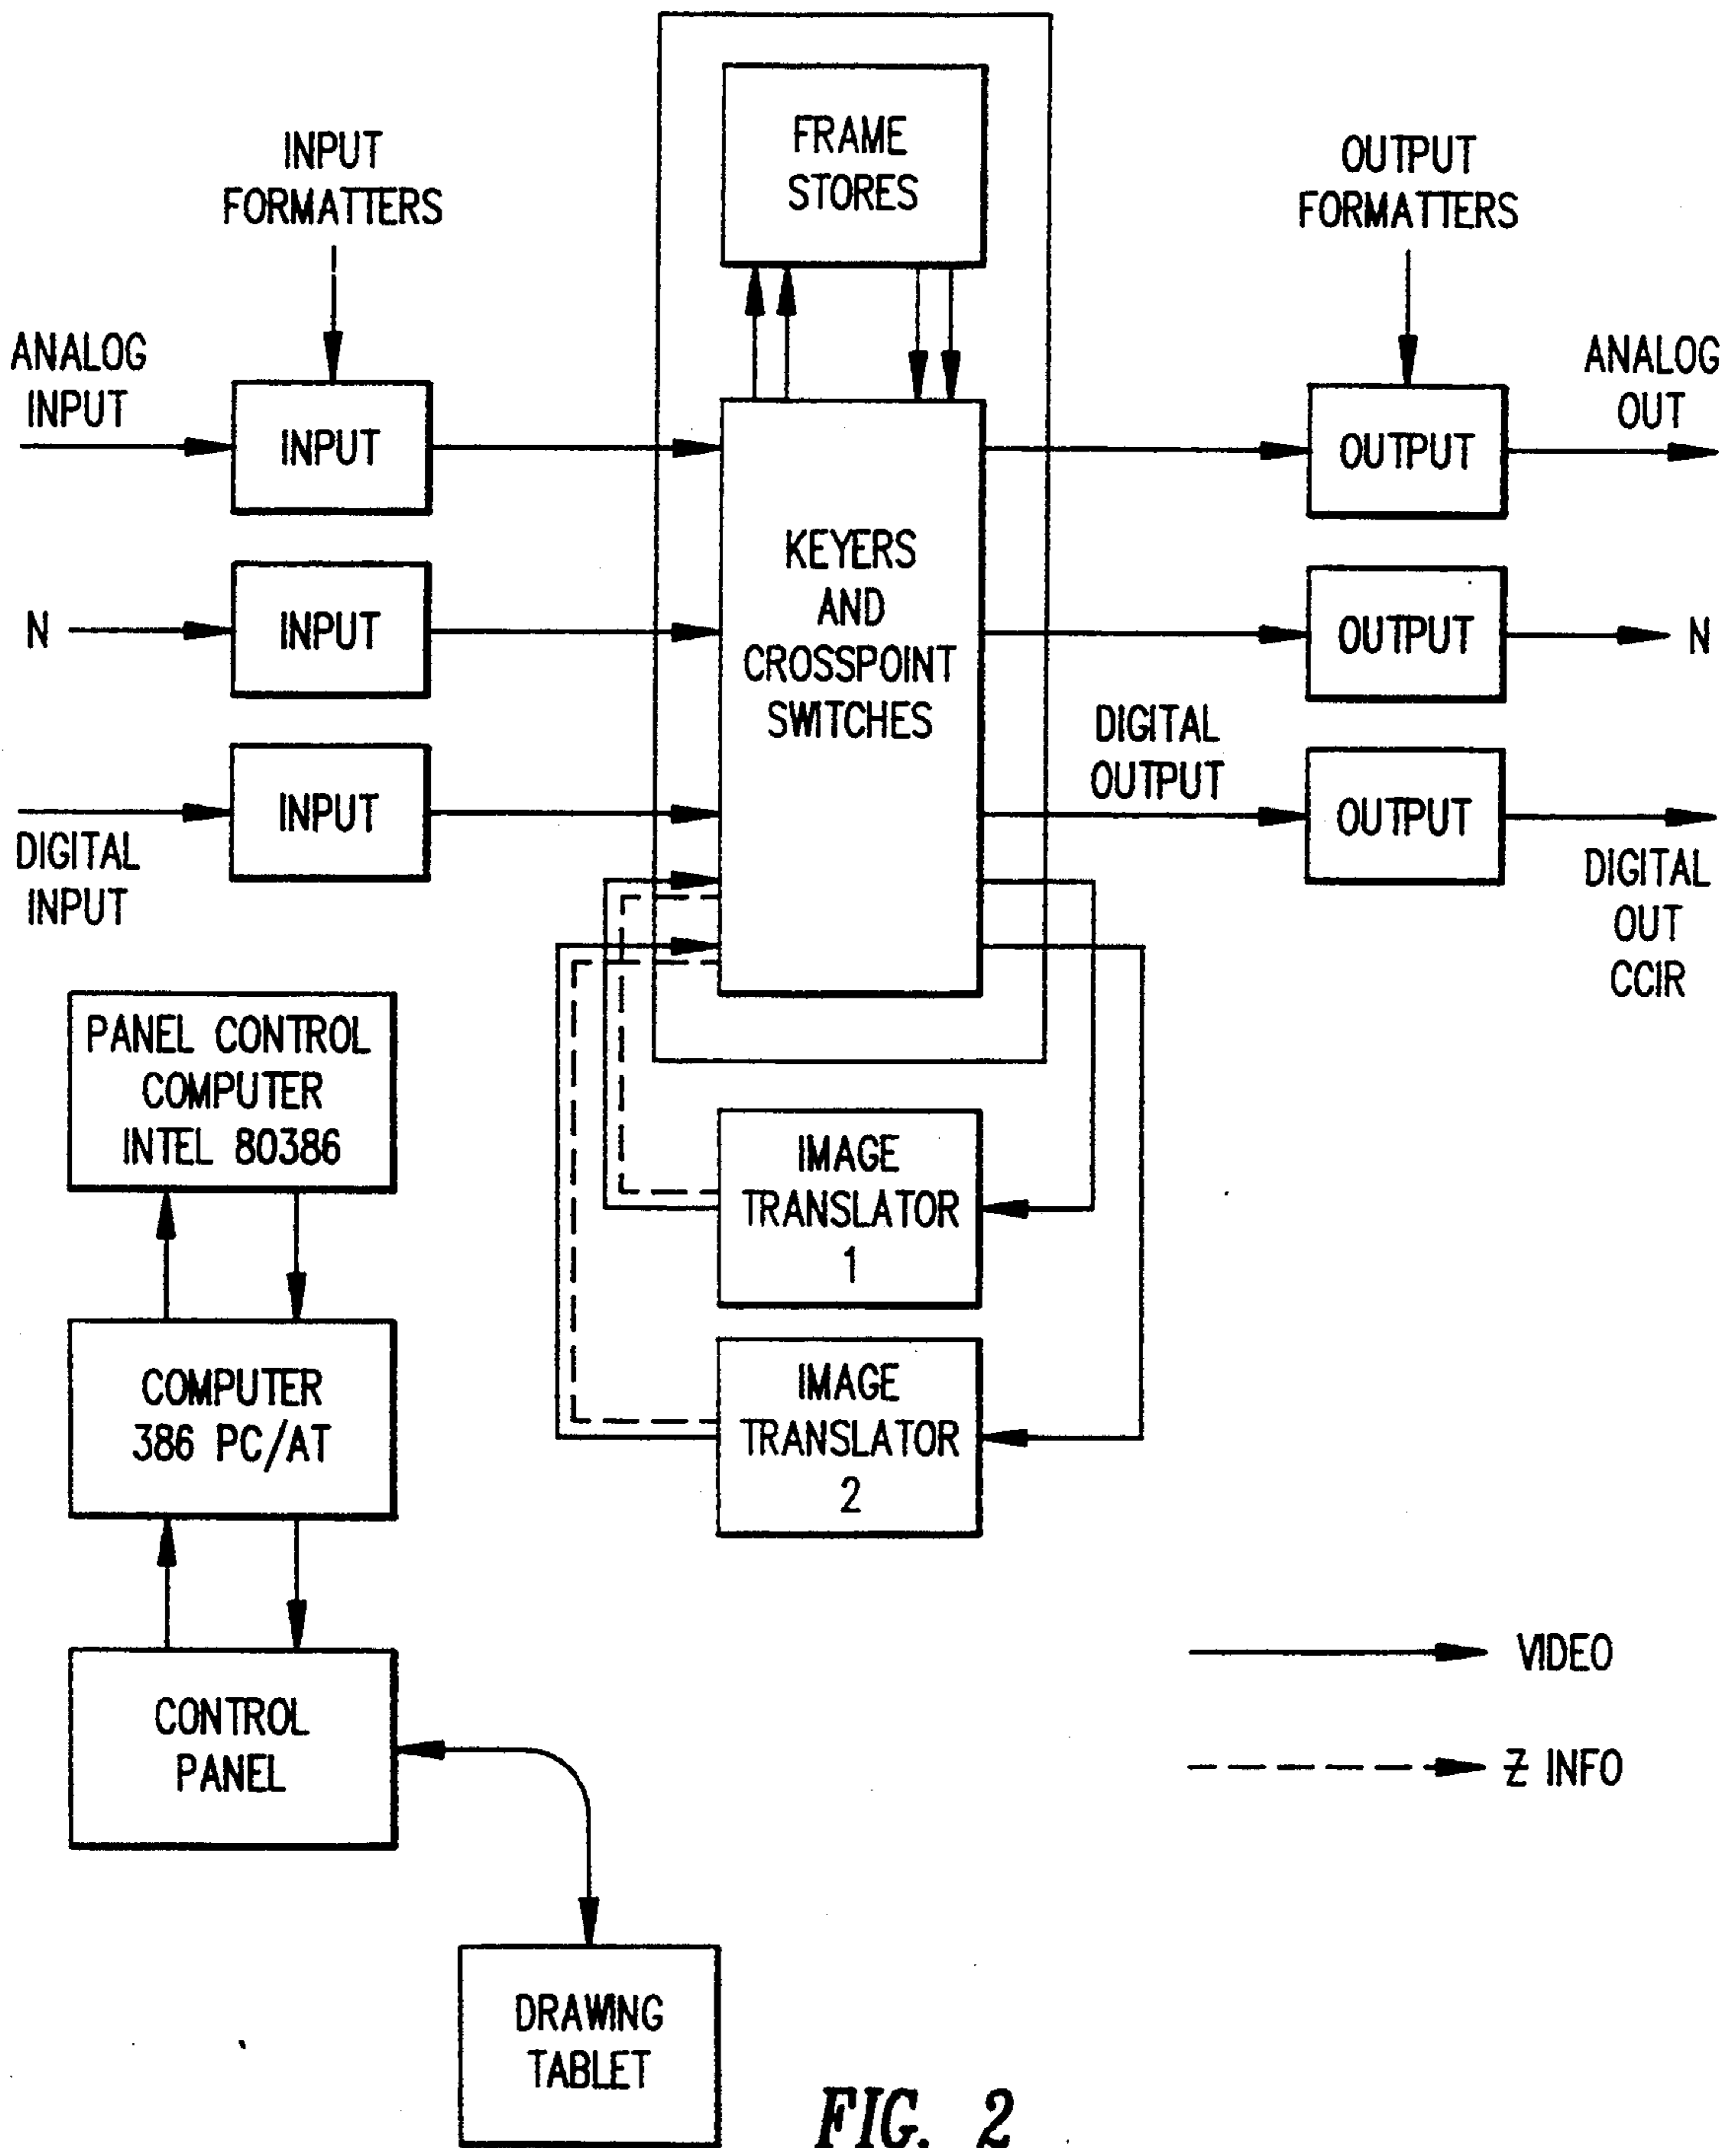 FRAME
STORES
INPUT
FORMATTERS
OUTPUT
FORMATTERS
ANALOG
INPUT
INPUT
ANALOG
OUT
OUTPUT
KEYERS
AND
CROSSPOINT
SWITCHES
N
INPUT
OUTPUT
N
DIGITAL
OUTPUT
INPUT
DIGITAL
INPUT
OUTPUT
DIGITAL
OUT
CCIR
PANEL CONTROL
COMPUTER
INTEL 80386
IMAGE
TRANSLATOR
1
COMPUTER
386 PC/AT
IMAGE
TRANSLATOR
2
CONTROL
PANEL
VIDEO
Z INFO
DRAWING
TABLET
FIG. 2